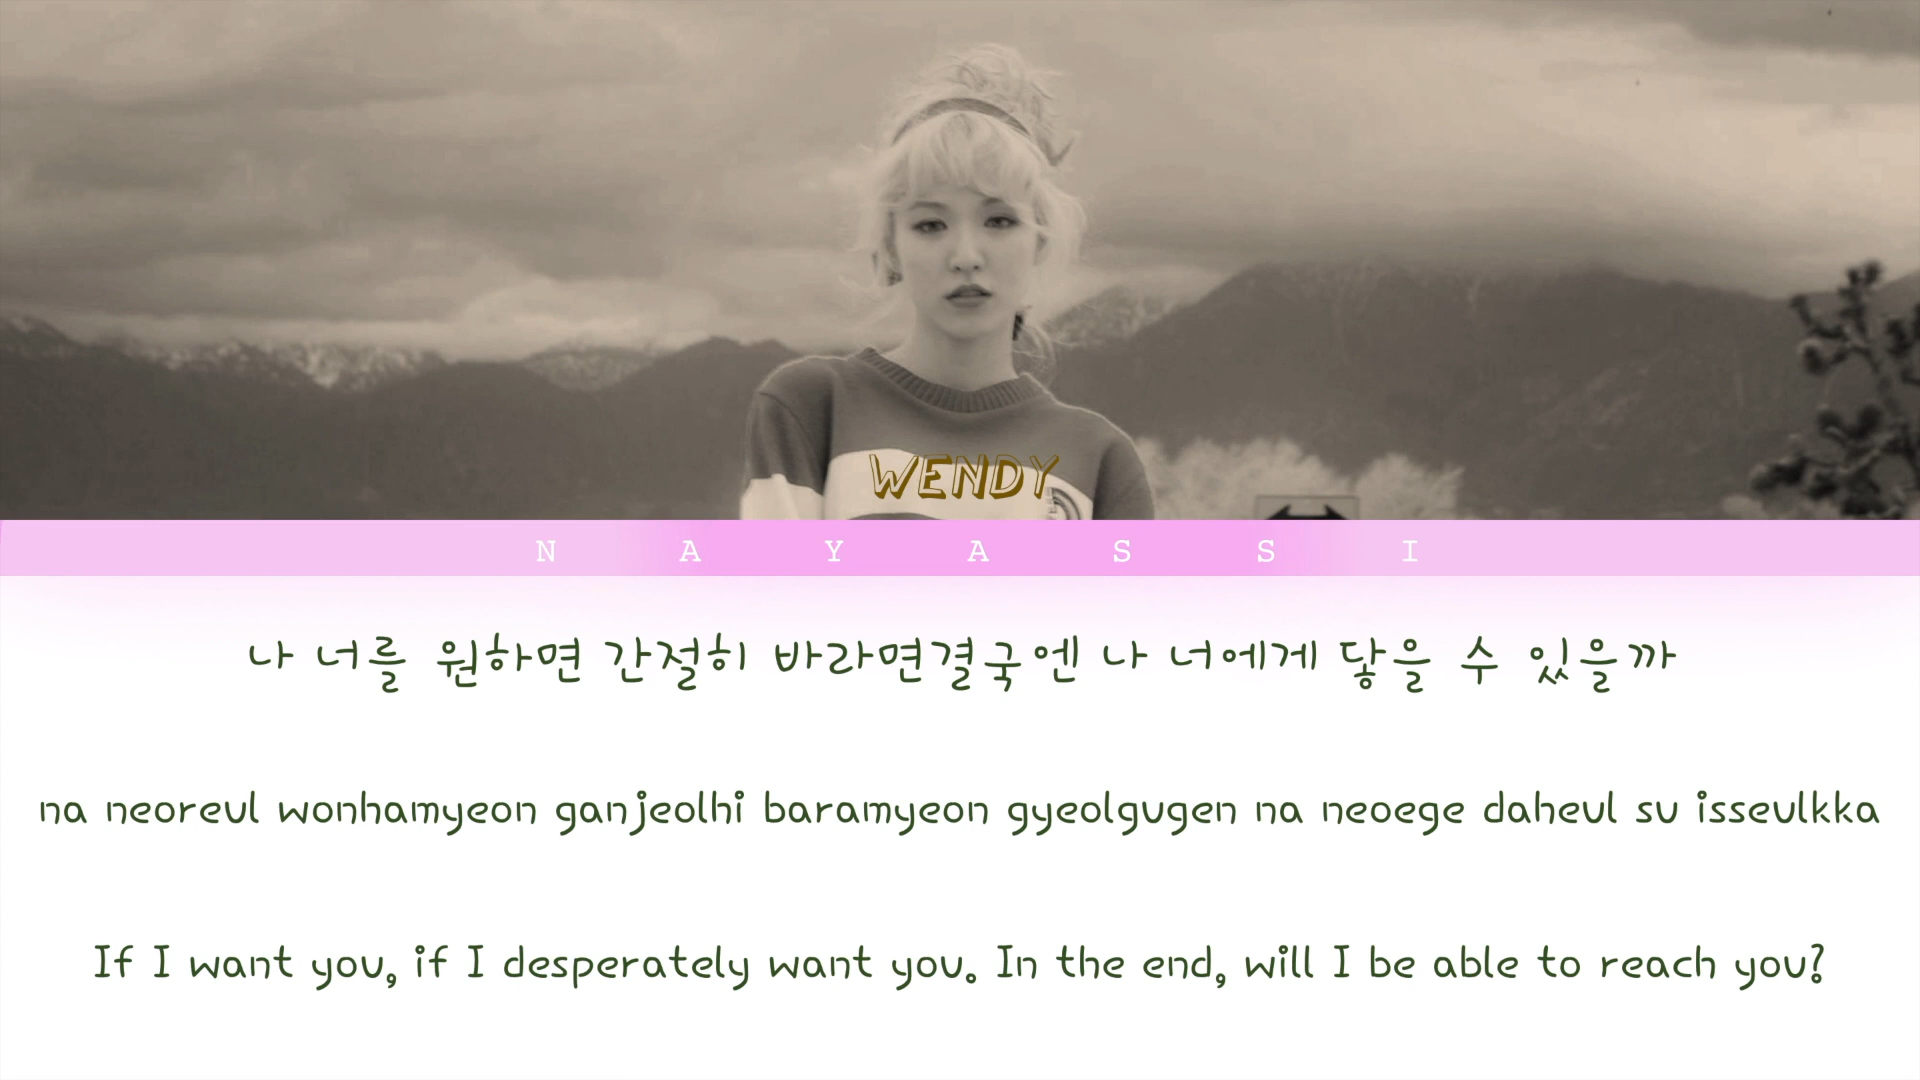 WENDY
N A Y A S S I
나 너를 원하면 간절히 바라면결국엔 나 너에게 닿을 수 있을까
na neoreul wonhamyeon ganjeolhi baramyeon gyeolgugen na neoege daheul su isseulkka
If I want you, if I desperately want you. In the end, will I be able to reach you?